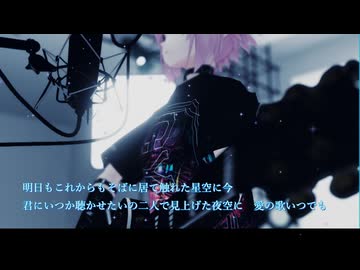 明日もこれからもそばに居て触れた星空に今
君にいつか聴かせたいの二人で見上げた夜空に　愛の歌いつでも